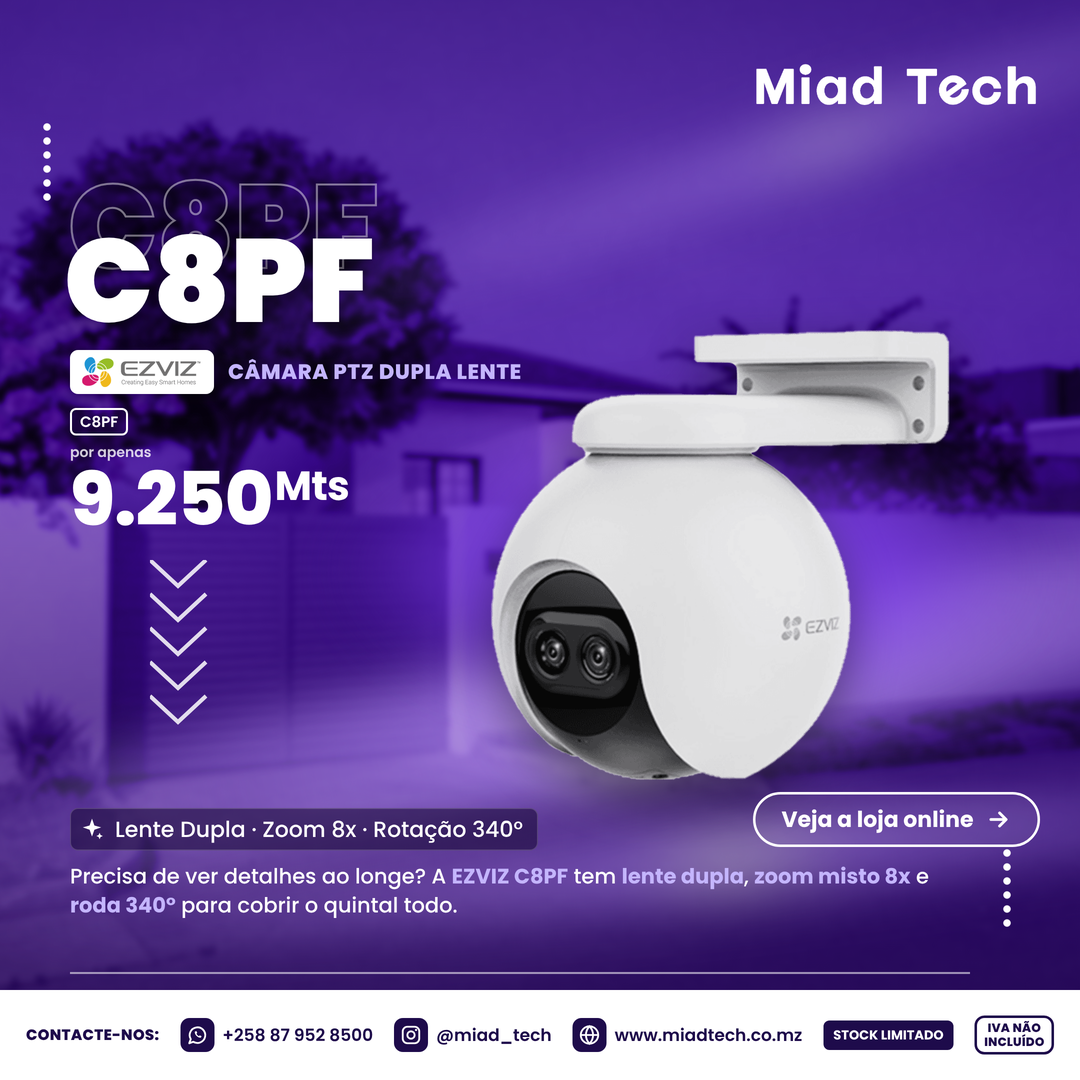 Miad Tech
C8PF
C8PF
EZVIZ
Creating Easy Smart Homes
CÂMARA PTZ DUPLA LENTE
C8PF
por apenas
9.250Mts
EZVIZ
Lente Dupla · Zoom 8x · Rotação 340º
Veja a loja online
Precisa de ver detalhes ao longe? A EZVIZ C8PF tem lente dupla, zoom misto 8x e
roda 340º para cobrir o quintal todo.
CONTACTE-NOS:
+258 87 952 8500
@miad_tech
www.miadtech.co.mz
STOCK LIMITADO
IVA NÃO
INCLUÍDO